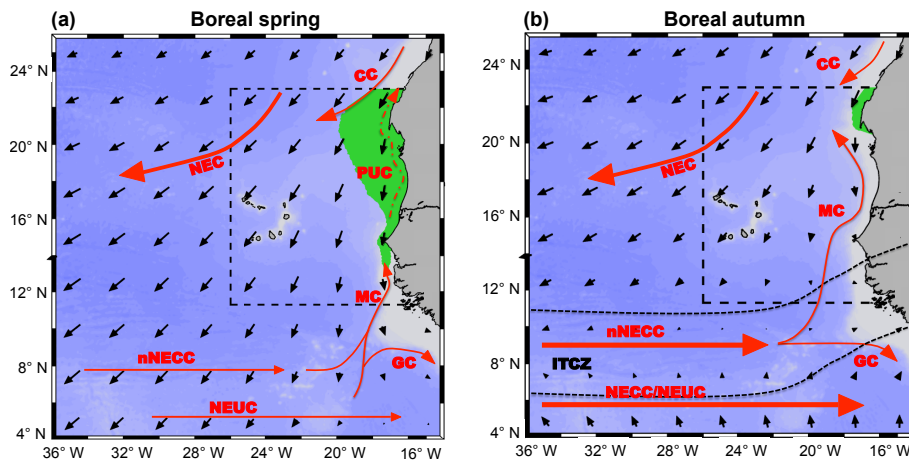 (a) Boreal spring
24° N
20° N
16° N
12° N
8° N
4° N
CC
NEC
PUC
MC
nNECC
GC
NEUC
36° W 32° W 28° W 24° W 20° W 16° W
(b) Boreal autumn
24° N
20° N
16° N
12° N
8° N
4° N
CC
NEC
MC
nNECC
ITCZ
GC
NECC/NEUC
36° W 32° W 28° W 24° W 20° W 16° W